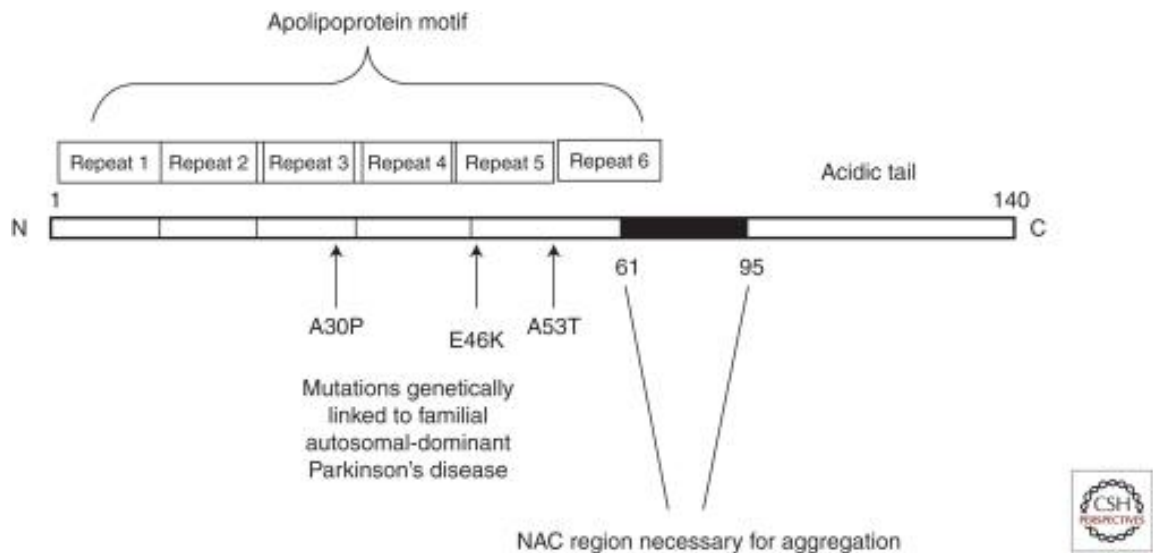 Apolipoprotein motif
Repeat 1 Repeat 2 Repeat 3 Repeat 4 Repeat 5 Repeat 6
Acidic tail
1 140
N C
61 95
A30P E46K A53T
Mutations genetically
linked to familial
autosomal-dominant
Parkinson's disease
NAC region necessary for aggregation
CSH
PERSPECTIVES